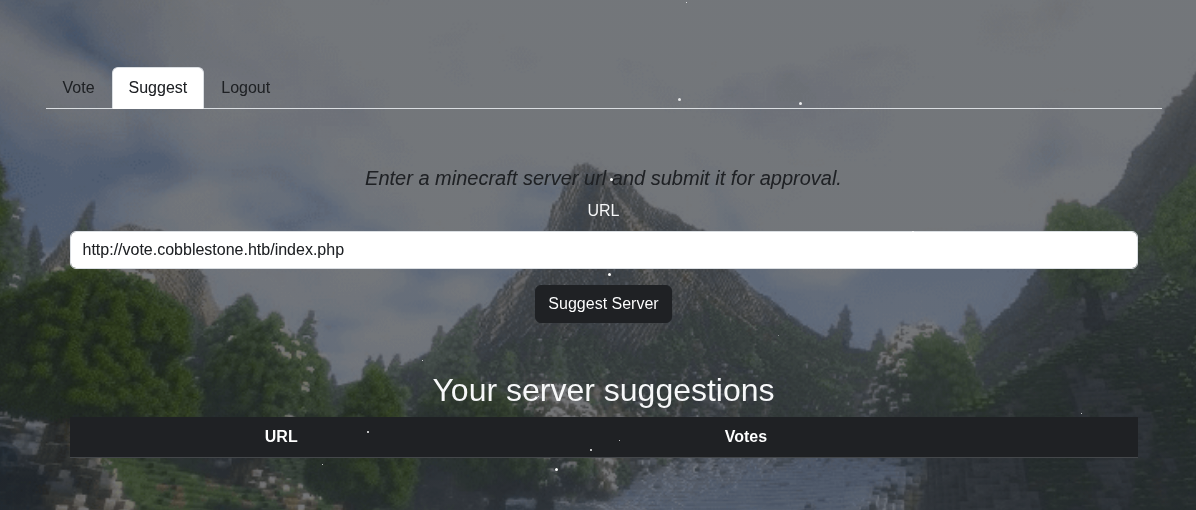 Vote Suggest Logout
Enter a minecraft server url and submit it for approval.
URL
http://vote.cobblestone.htb/index.php
Suggest Server
Your server suggestions
URL Votes